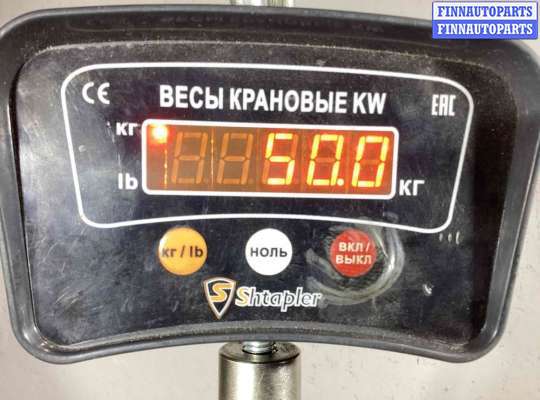 FINNAUTOPARTS
FINNAUTOPARTS
CE ВЕСЫ КРАНОВЫЕ KW EAC
кг
50.0
lb КГ
кг / lb
НОЛЬ
ВКЛ /
ВЫКЛ
S Shtapler